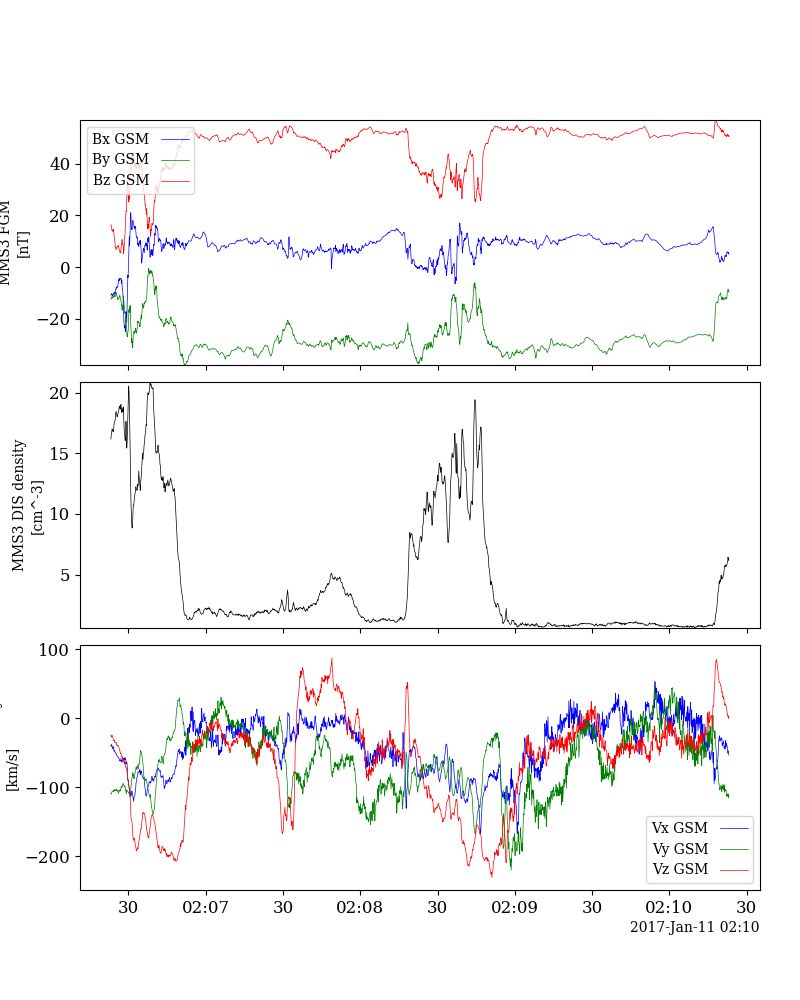 MMS3 FGM
[nT]
40
20
0
−20
Bx GSM
By GSM
Bz GSM
MMS3 DIS density
[cm^-3]
20
15
10
5
[km/s]
100
0
−100
−200
Vx GSM
Vy GSM
Vz GSM
30 02:07 30 02:08 30 02:09 30 02:10 30
2017-Jan-11 02:10